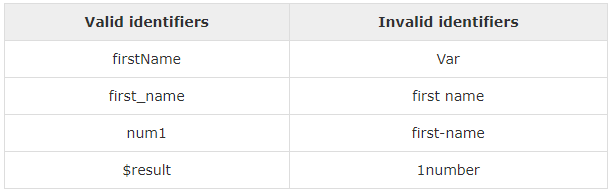 Valid identifiers Invalid identifiers
firstName Var
first_name first name
num1 first-name
$result 1number